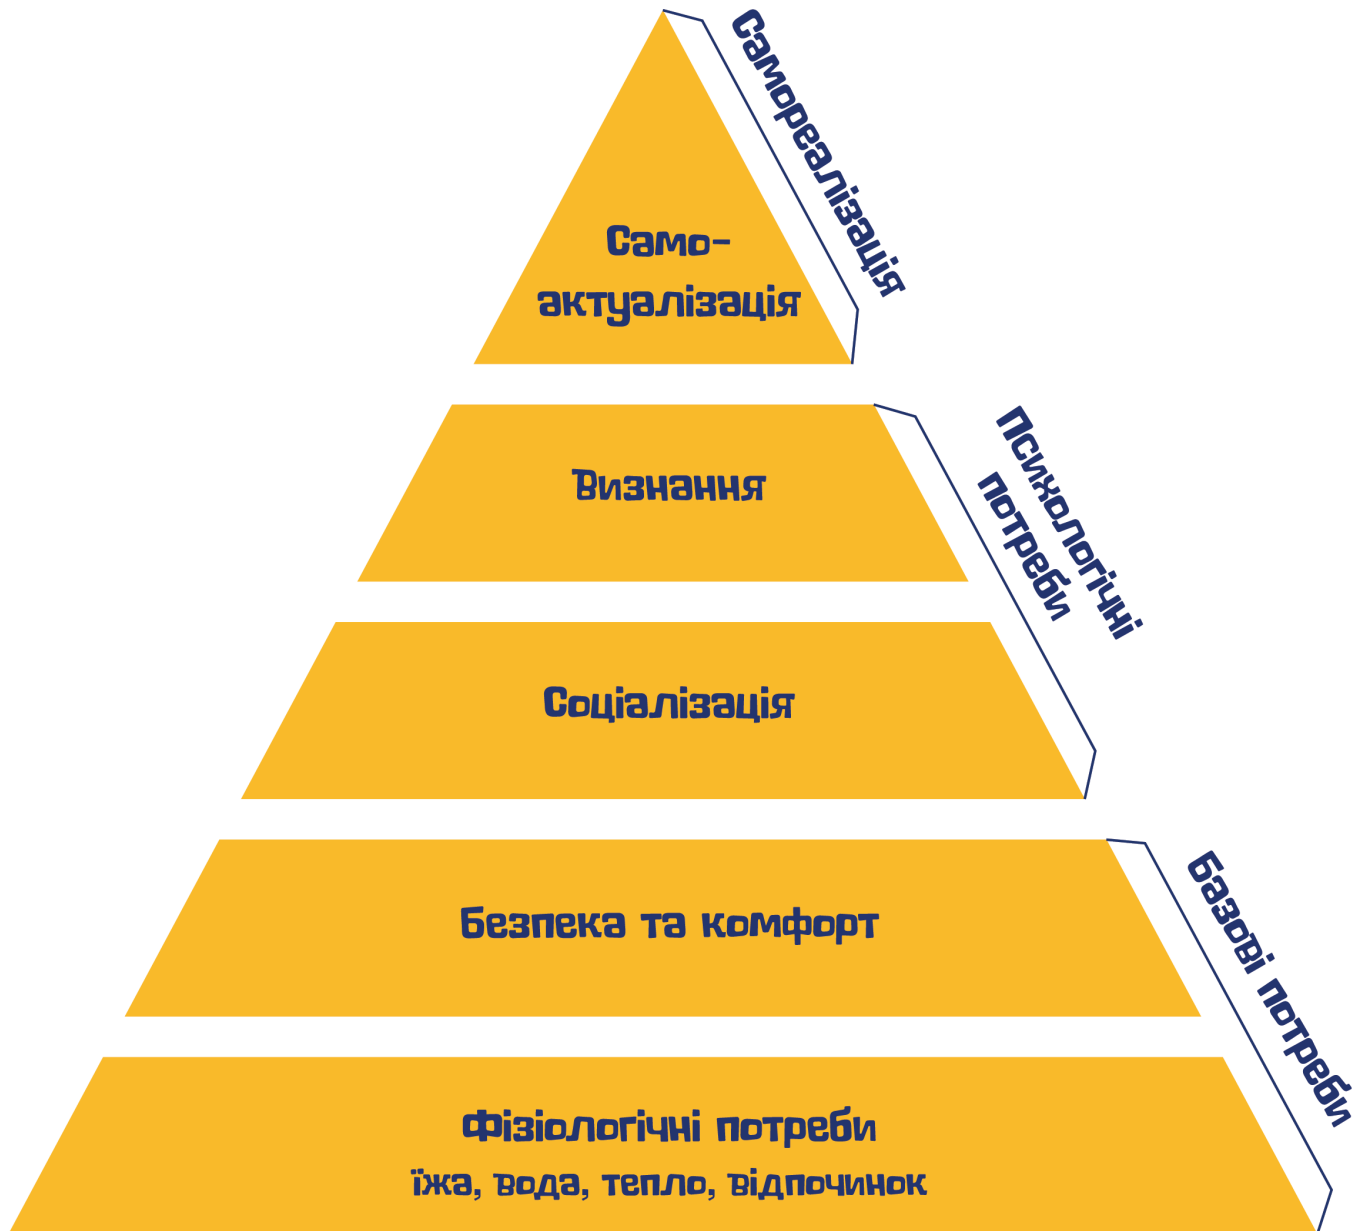 Самореалізація
Само-
актуалізація
Визнання
Психологічні
потреби
Соціалізація
Безпека та комфорт
Базові потреби
Фізіологічні потреби
їжа, вода, тепло, відпочинок